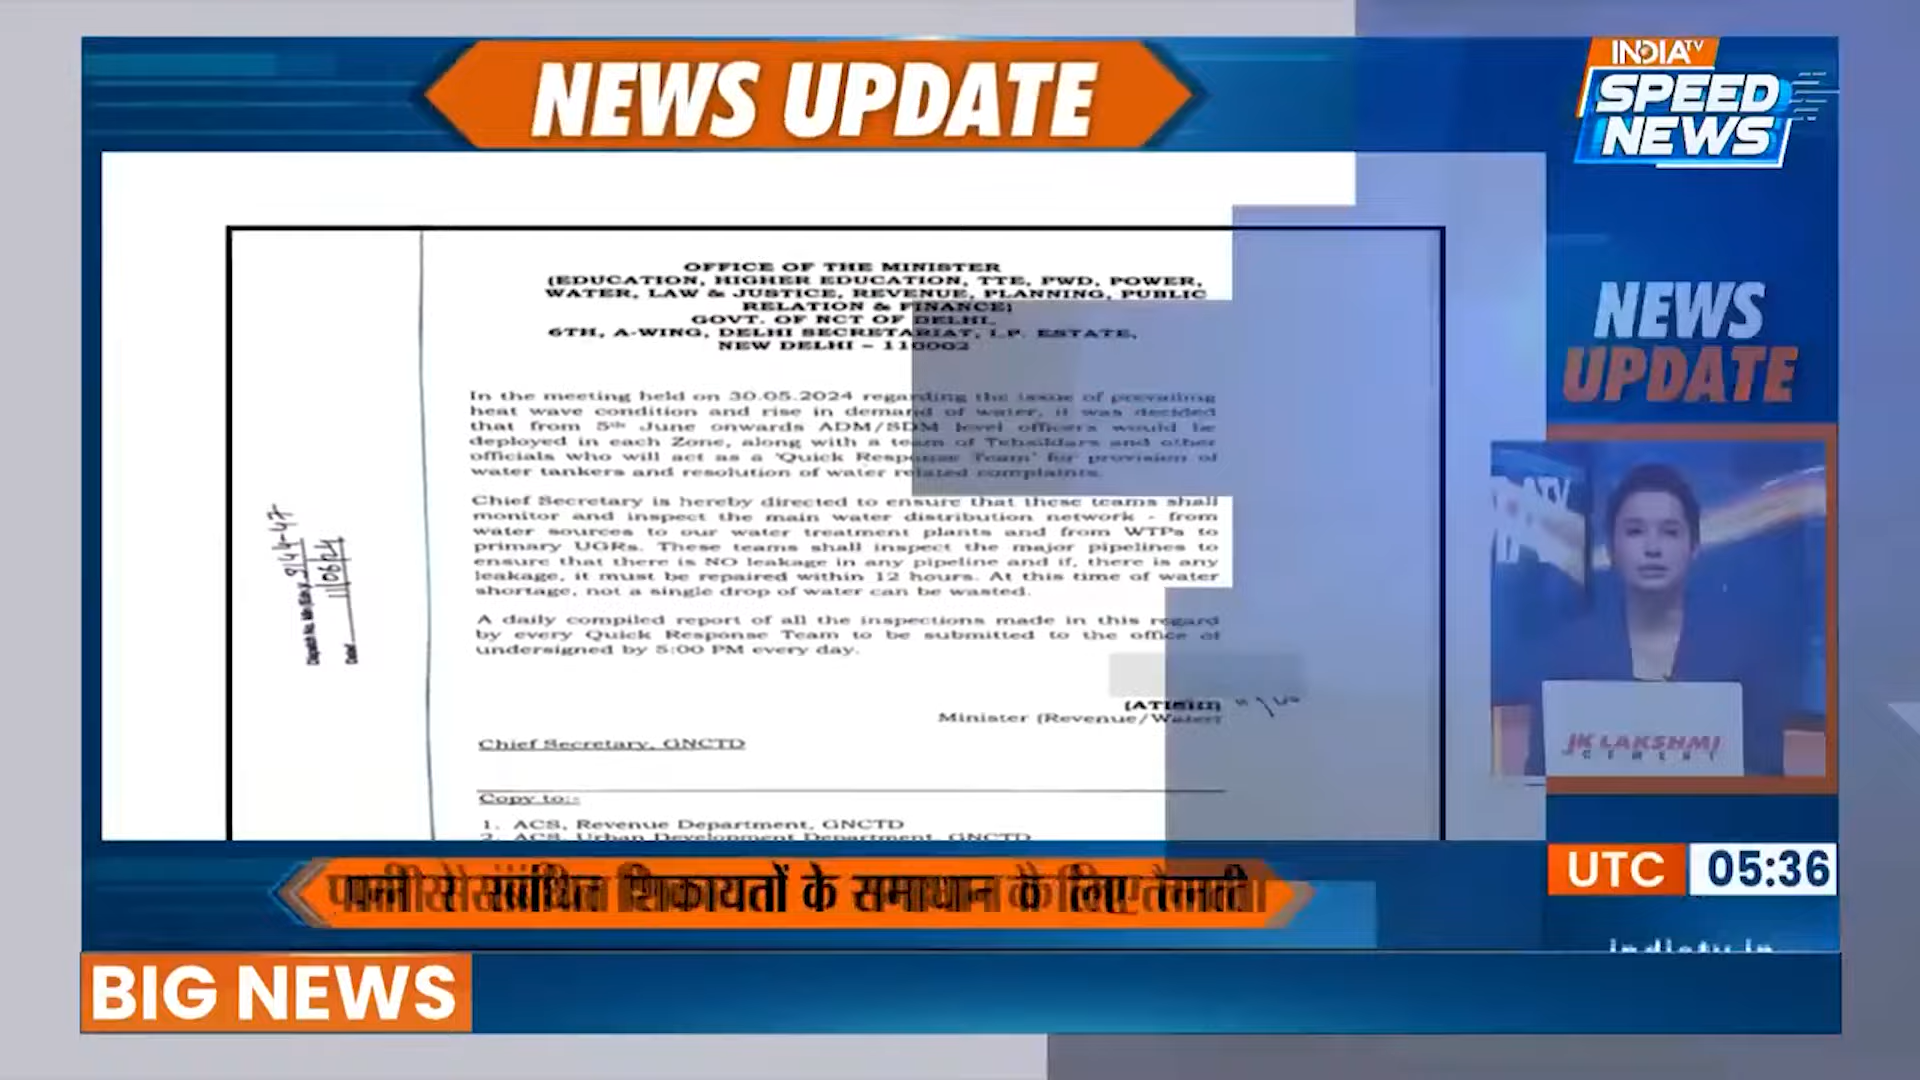 NEWS UPDATE
INDIA TV
SPEED
NEWS
OFFICE OF THE MINISTER
(EDUCATION, HIGHER EDUCATION, TTE, PWD, POWER,
WATER, LAW & JUSTICE, REVENUE, PLANNING, PUBLIC
RELATION & FINANCE)
GOVT. OF NCT OF DELHI,
6TH, A-WING, DELHI SECRETARIAT, I.P. ESTATE,
NEW DELHI – 110002
In the meeting held on 30.05.2024 regarding the issue of prevailing
heat wave condition and rise in demand of water, it was decided
that from 5th June onwards ADM/SDM level officers would be
deployed in each Zone, along with a team of Tehsildars and other
officials who will act as a 'Quick Response Team' for provision of
water tankers and resolution of water related complaints.
Chief Secretary is hereby directed to ensure that these teams shall
monitor and inspect the main water distribution network - from
water sources to our water treatment plants and from WTPs to
primary UGRs. These teams shall inspect the major pipelines to
ensure that there is NO leakage in any pipeline and if, there is any
leakage, it must be repaired within 12 hours. At this time of water
shortage, not a single drop of water can be wasted.
A daily compiled report of all the inspections made in this regard
by every Quick Response Team to be submitted to the office of
undersigned by 5:00 PM every day.
(ATISHI)
Minister (Revenue/Water)
Chief Secretary, GNCTD
Copy to:-
1. ACS, Revenue Department, GNCTD
2. ACS, Urban Development Department, GNCTD
11/06/24
NEWS
UPDATE
JK LAKSHMI
CEMENT
UTC 05:36
संबंधित शिकायतों के समाधान के लिए
BIG NEWS